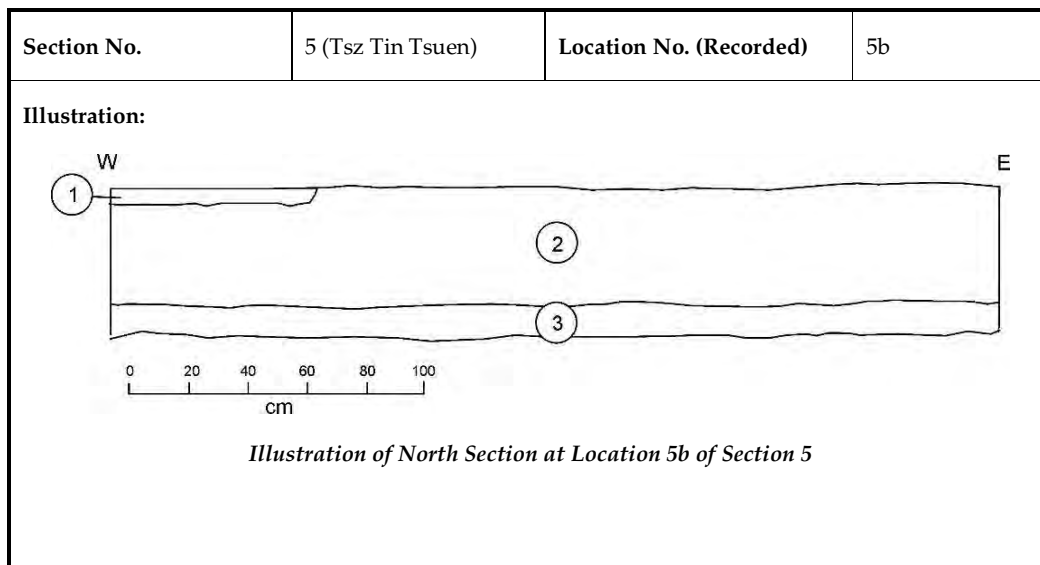 Section No. 5 (Tsz Tin Tsuen) Location No. (Recorded) 5b
Illustration:
W E
1
2
3
0 20 40 60 80 100
cm
Illustration of North Section at Location 5b of Section 5